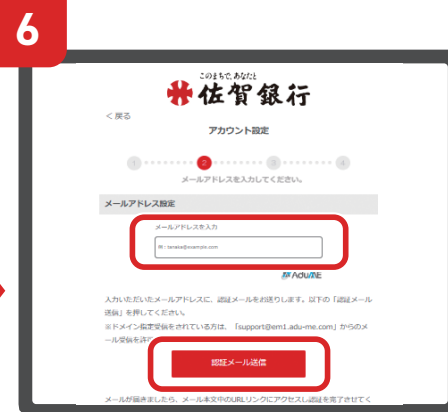 6
このまちで、あなたと
佐賀銀行
< 戻る
アカウント設定
1 2 3 4
メールアドレスを入力してください。
メールアドレス設定
メールアドレスを入力
例：tanaka@example.com
AduME
入力いただいたメールアドレスに、認証メールをお送りします。以下の「認証メール
送信」を押してください。
※ドメイン指定受信をされている方は、「support@em1.adu-me.com」からのメ
ール受信を許可
認証メール送信
メールが届きましたら、メール本文中のURLリンクにアクセスし認証を完了させてく